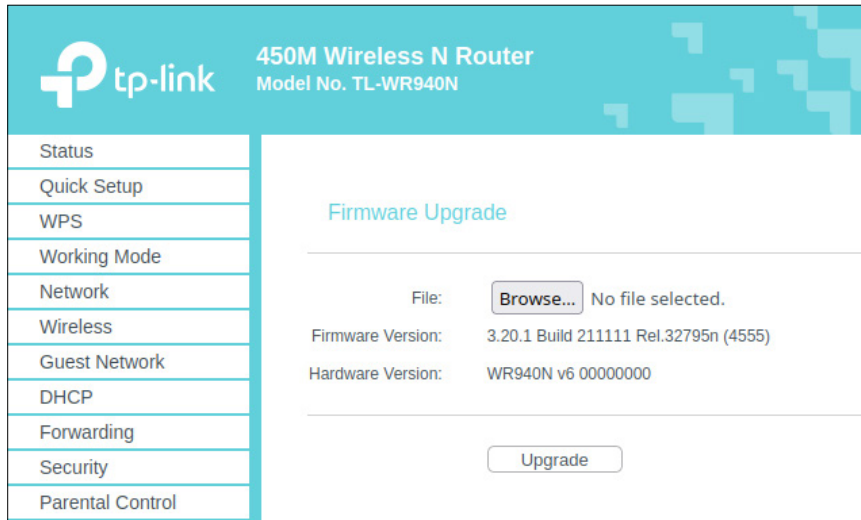 tp-link
450M Wireless N Router
Model No. TL-WR940N
Status
Quick Setup
WPS
Working Mode
Network
Wireless
Guest Network
DHCP
Forwarding
Security
Parental Control
Firmware Upgrade
File: Browse... No file selected.
Firmware Version: 3.20.1 Build 211111 Rel.32795n (4555)
Hardware Version: WR940N v6 00000000
Upgrade